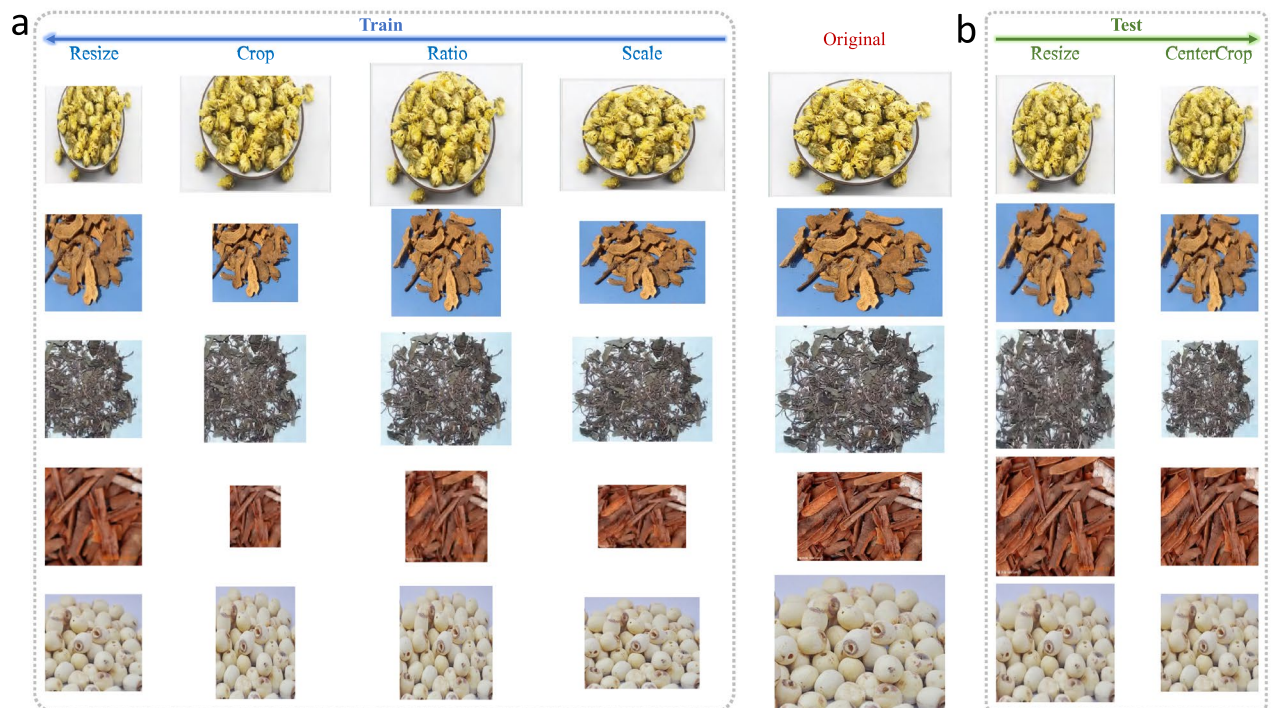 a
Train
Resize Crop Ratio Scale
Original
b
Test
Resize CenterCrop